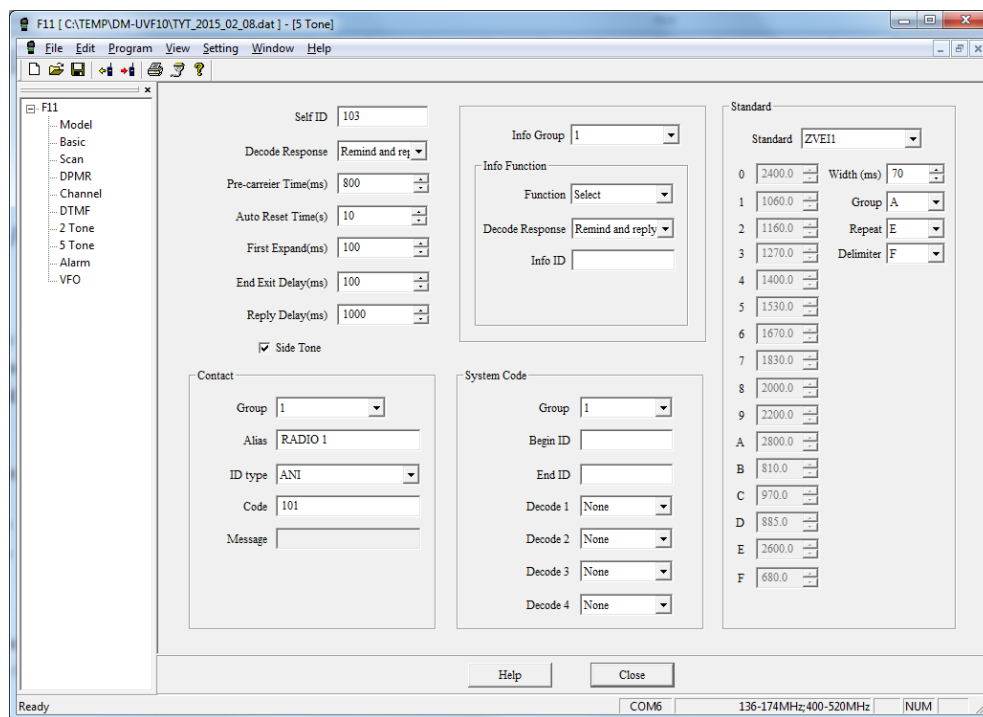 F11 [ C:\TEMP\DM-UVF10\TYT_2015_02_08.dat ] - [5 Tone]
File Edit Program View Setting Window Help
F11
Model
Basic
Scan
DPMR
Channel
DTMF
2 Tone
5 Tone
Alarm
VFO
Self ID 103
Decode Response Remind and rep
Pre-carreier Time(ms) 800
Auto Reset Time(s) 10
First Expand(ms) 100
End Exit Delay(ms) 100
Reply Delay(ms) 1000
Side Tone
Info Group 1
Info Function
Function Select
Decode Response Remind and reply
Info ID
Contact
Group 1
Alias RADIO 1
ID type ANI
Code 101
Message
System Code
Group 1
Begin ID
End ID
Decode 1 None
Decode 2 None
Decode 3 None
Decode 4 None
Standard
Standard ZVEI1
0 2400.0 Width (ms) 70
1 1060.0 Group A
2 1160.0 Repeat E
3 1270.0 Delimiter F
4 1400.0
5 1530.0
6 1670.0
7 1830.0
8 2000.0
9 2200.0
A 2800.0
B 810.0
C 970.0
D 885.0
E 2600.0
F 680.0
Help Close
Ready COM6 136-174MHz;400-520MHz NUM